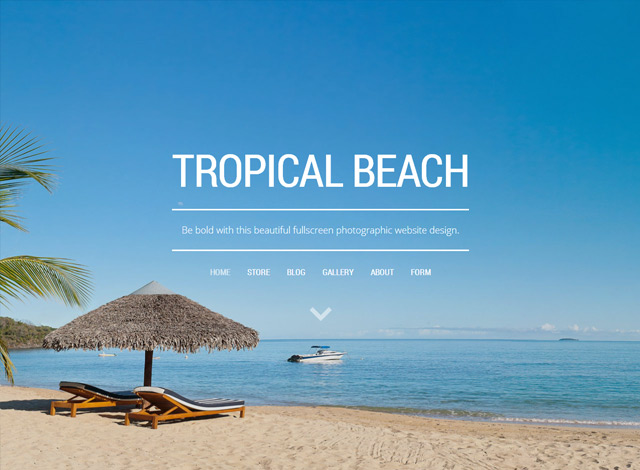 TROPICAL BEACH
Be bold with this beautiful fullscreen photographic website design.
HOME STORE BLOG GALLERY ABOUT FORM